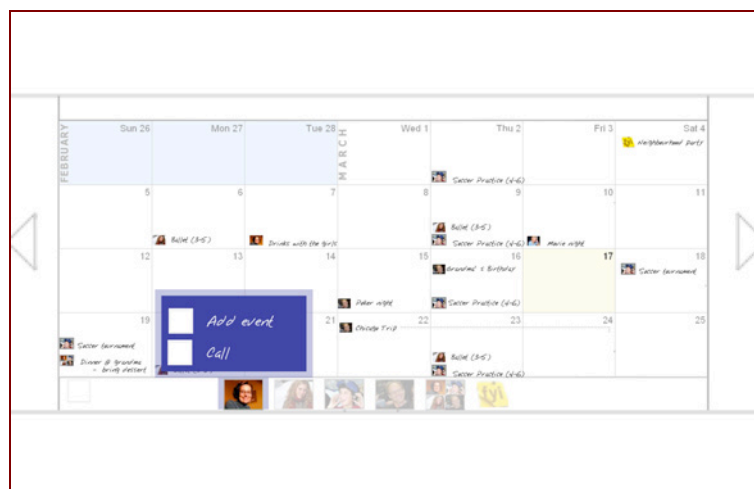 FEBRUARY
Sun 26 Mon 27 Tue 28 MARCH Wed 1 Thu 2 Fri 3 Sat 4
Neighborhood Party
Soccer Practice (4-6)
5 6 7 8 9 10 11
Ballet (3-5)
Ballet (3-5) Drinks with the girls Soccer Practice (4-6) Movie night
12 13 14 15 16 17 18
Grandma's Birthday Soccer tournament
Poker night Soccer Practice (4-6)
19 21 22 23 24 25
Add event Chicago Trip
Soccer tournament
Call
Dinner @ grandma Ballet (3-5)
- bring dessert Soccer Practice (4-6)
fyi